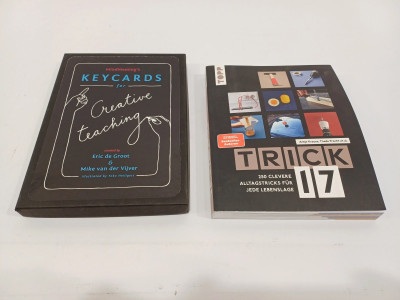 KEYCARDS
for
Creative
teaching
Eric de Groot
&
Mike van der Vijver
TOPP
TRICK
17
250 CLEVERE
ALLTAGSTRICKS FÜR
JEDE LEBENSLAGE